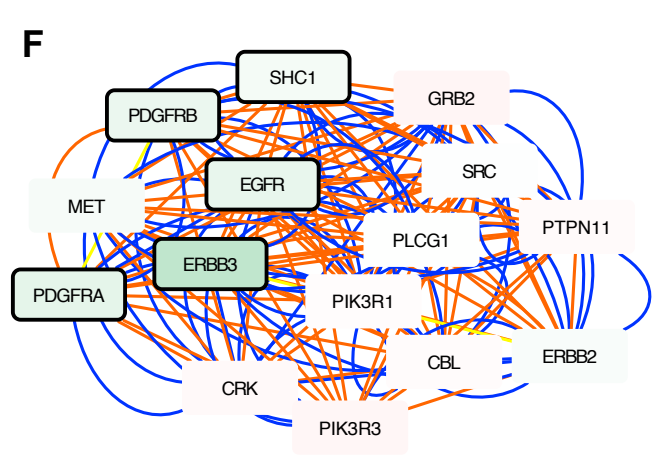 F
SHC1
GRB2
PDGFRB
SRC
EGFR
MET
PTPN11
PLCG1
ERBB3
PDGFRA
PIK3R1
ERBB2
CBL
CRK
PIK3R3